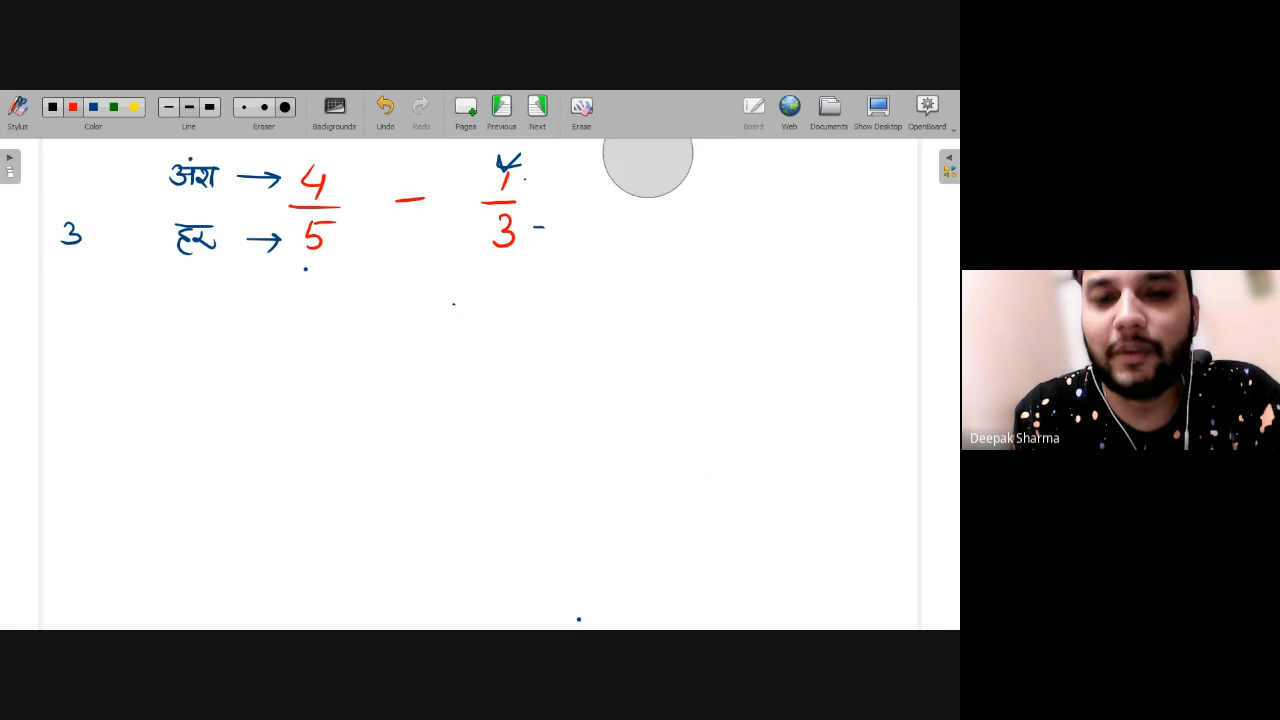 Stylus Color Line Eraser Backgrounds Undo Redo Pages Previous Next Erase Board Web Documents Show Desktop OpenBoard
अंश → 4/5 - 1/3 -
3 हर →
Deepak Sharma